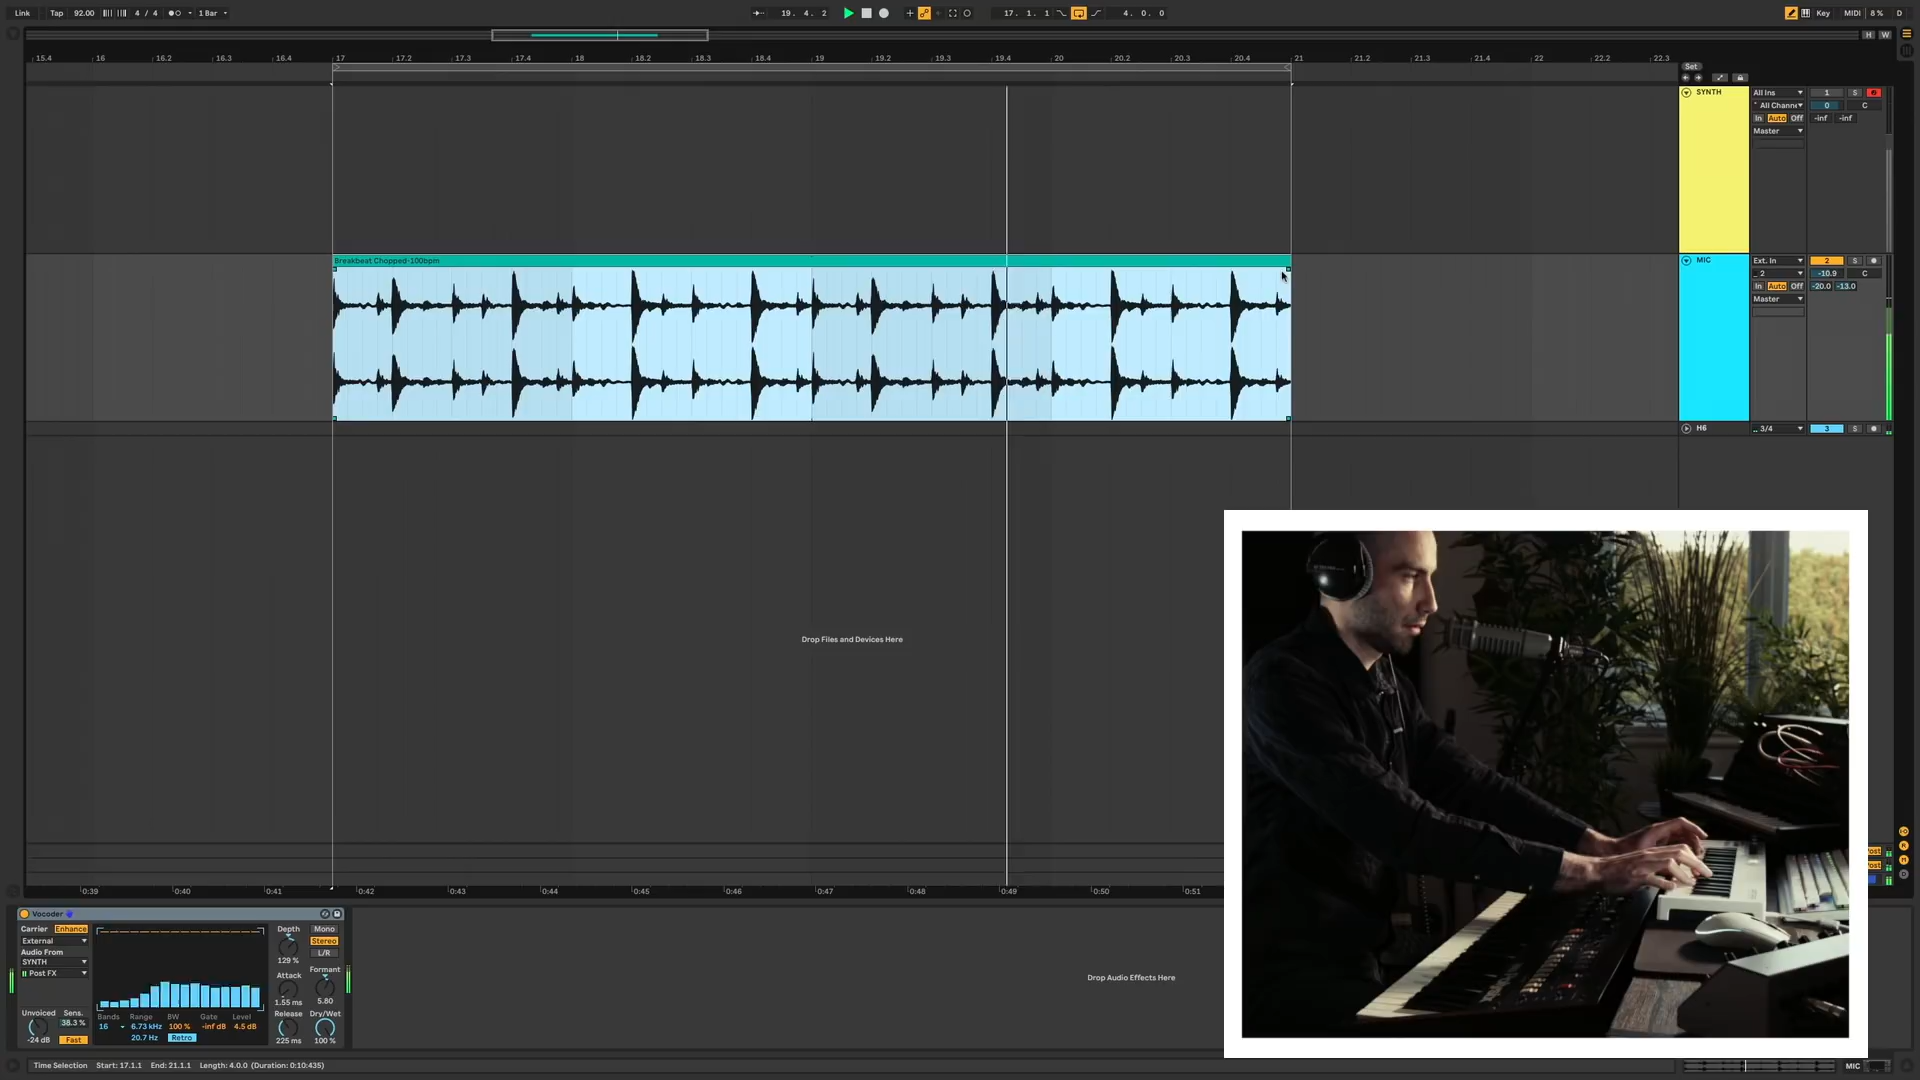 Link Tap 92.00 4 / 4 1 Bar 19. 4. 2 17. 1. 1 4. 0. 0 Key MIDI 8 % D
H W
15.4 16 16.2 16.3 16.4 17 17.2 17.3 17.4 18 18.2 18.3 18.4 19 19.2 19.3 19.4 20 20.2 20.3 20.4 21 21.2 21.3 21.4 22 22.2 22.3
Set
SYNTH All Ins 1 S
All Channe 0 C
In Auto Off -inf -inf
Master
Breakbeat Chopped-100bpm
MIC Ext. In 2 S
2 -10.9 C
In Auto Off -20.0 -13.0
Master
H6 3/4 3 S
Drop Files and Devices Here
0:39 0:40 0:41 0:42 0:43 0:44 0:45 0:46 0:47 0:48 0:49 0:50 0:51
Vocoder
Carrier Enhance
External
Audio From
SYNTH
Post FX
Unvoiced Sens.
38.3 %
-24 dB Fast
Bands Range BW Gate Level
16 6.73 kHz 100 % -inf dB 4.5 dB
20.7 Hz Retro
Depth
129 %
Attack
1.55 ms
Release
225 ms
Mono
Stereo
L/R
Formant
5.80
Dry/Wet
100 %
Drop Audio Effects Here
Time Selection Start: 17.1.1 End: 21.1.1 Length: 4.0.0 (Duration: 0:10:435)
MIC